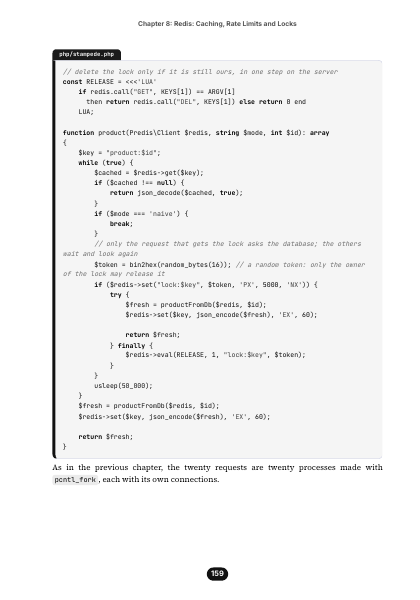 Chapter 8: Redis: Caching, Rate Limits and Locks
php/stampede.php
// delete the lock only if it is still ours, in one step on the server
const RELEASE = <<<'LUA'
    if redis.call("GET", KEYS[1]) == ARGV[1]
      then return redis.call("DEL", KEYS[1]) else return 0 end
    LUA;

function product(Predis\Client $redis, string $mode, int $id): array
{
    $key = "product:$id";
    while (true) {
        $cached = $redis->get($key);
        if ($cached !== null) {
            return json_decode($cached, true);
        }
        if ($mode === 'naive') {
            break;
        }
        // only the request that gets the lock asks the database; the others
wait and look again
        $token = bin2hex(random_bytes(16)); // a random token: only the owner
of the lock may release it
        if ($redis->set("lock:$key", $token, 'PX', 5000, 'NX')) {
            try {
                $fresh = productFromDb($redis, $id);
                $redis->set($key, json_encode($fresh), 'EX', 60);

                return $fresh;
            } finally {
                $redis->eval(RELEASE, 1, "lock:$key", $token);
            }
        }
        usleep(50_000);
    }
    $fresh = productFromDb($redis, $id);
    $redis->set($key, json_encode($fresh), 'EX', 60);

    return $fresh;
}
As in the previous chapter, the twenty requests are twenty processes made with
pcntl_fork, each with its own connections.
159